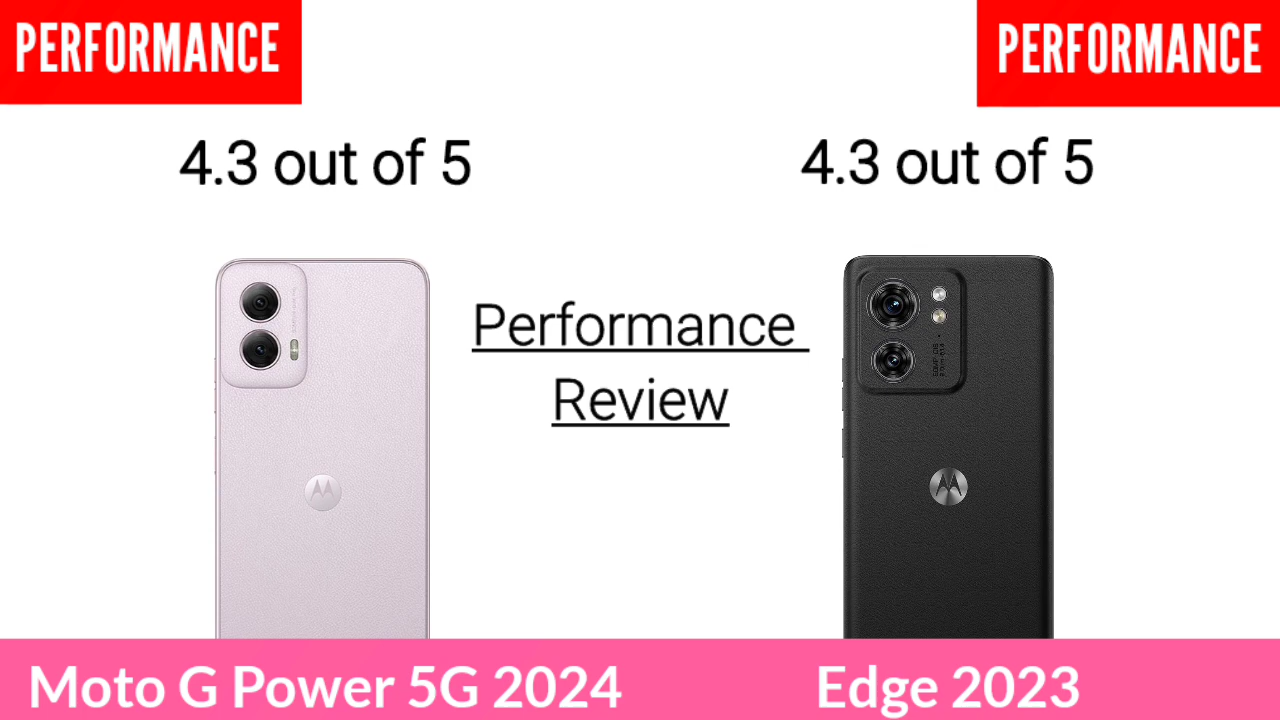 PERFORMANCE
PERFORMANCE
4.3 out of 5
4.3 out of 5
Performance
Review
Moto G Power 5G 2024
Edge 2023